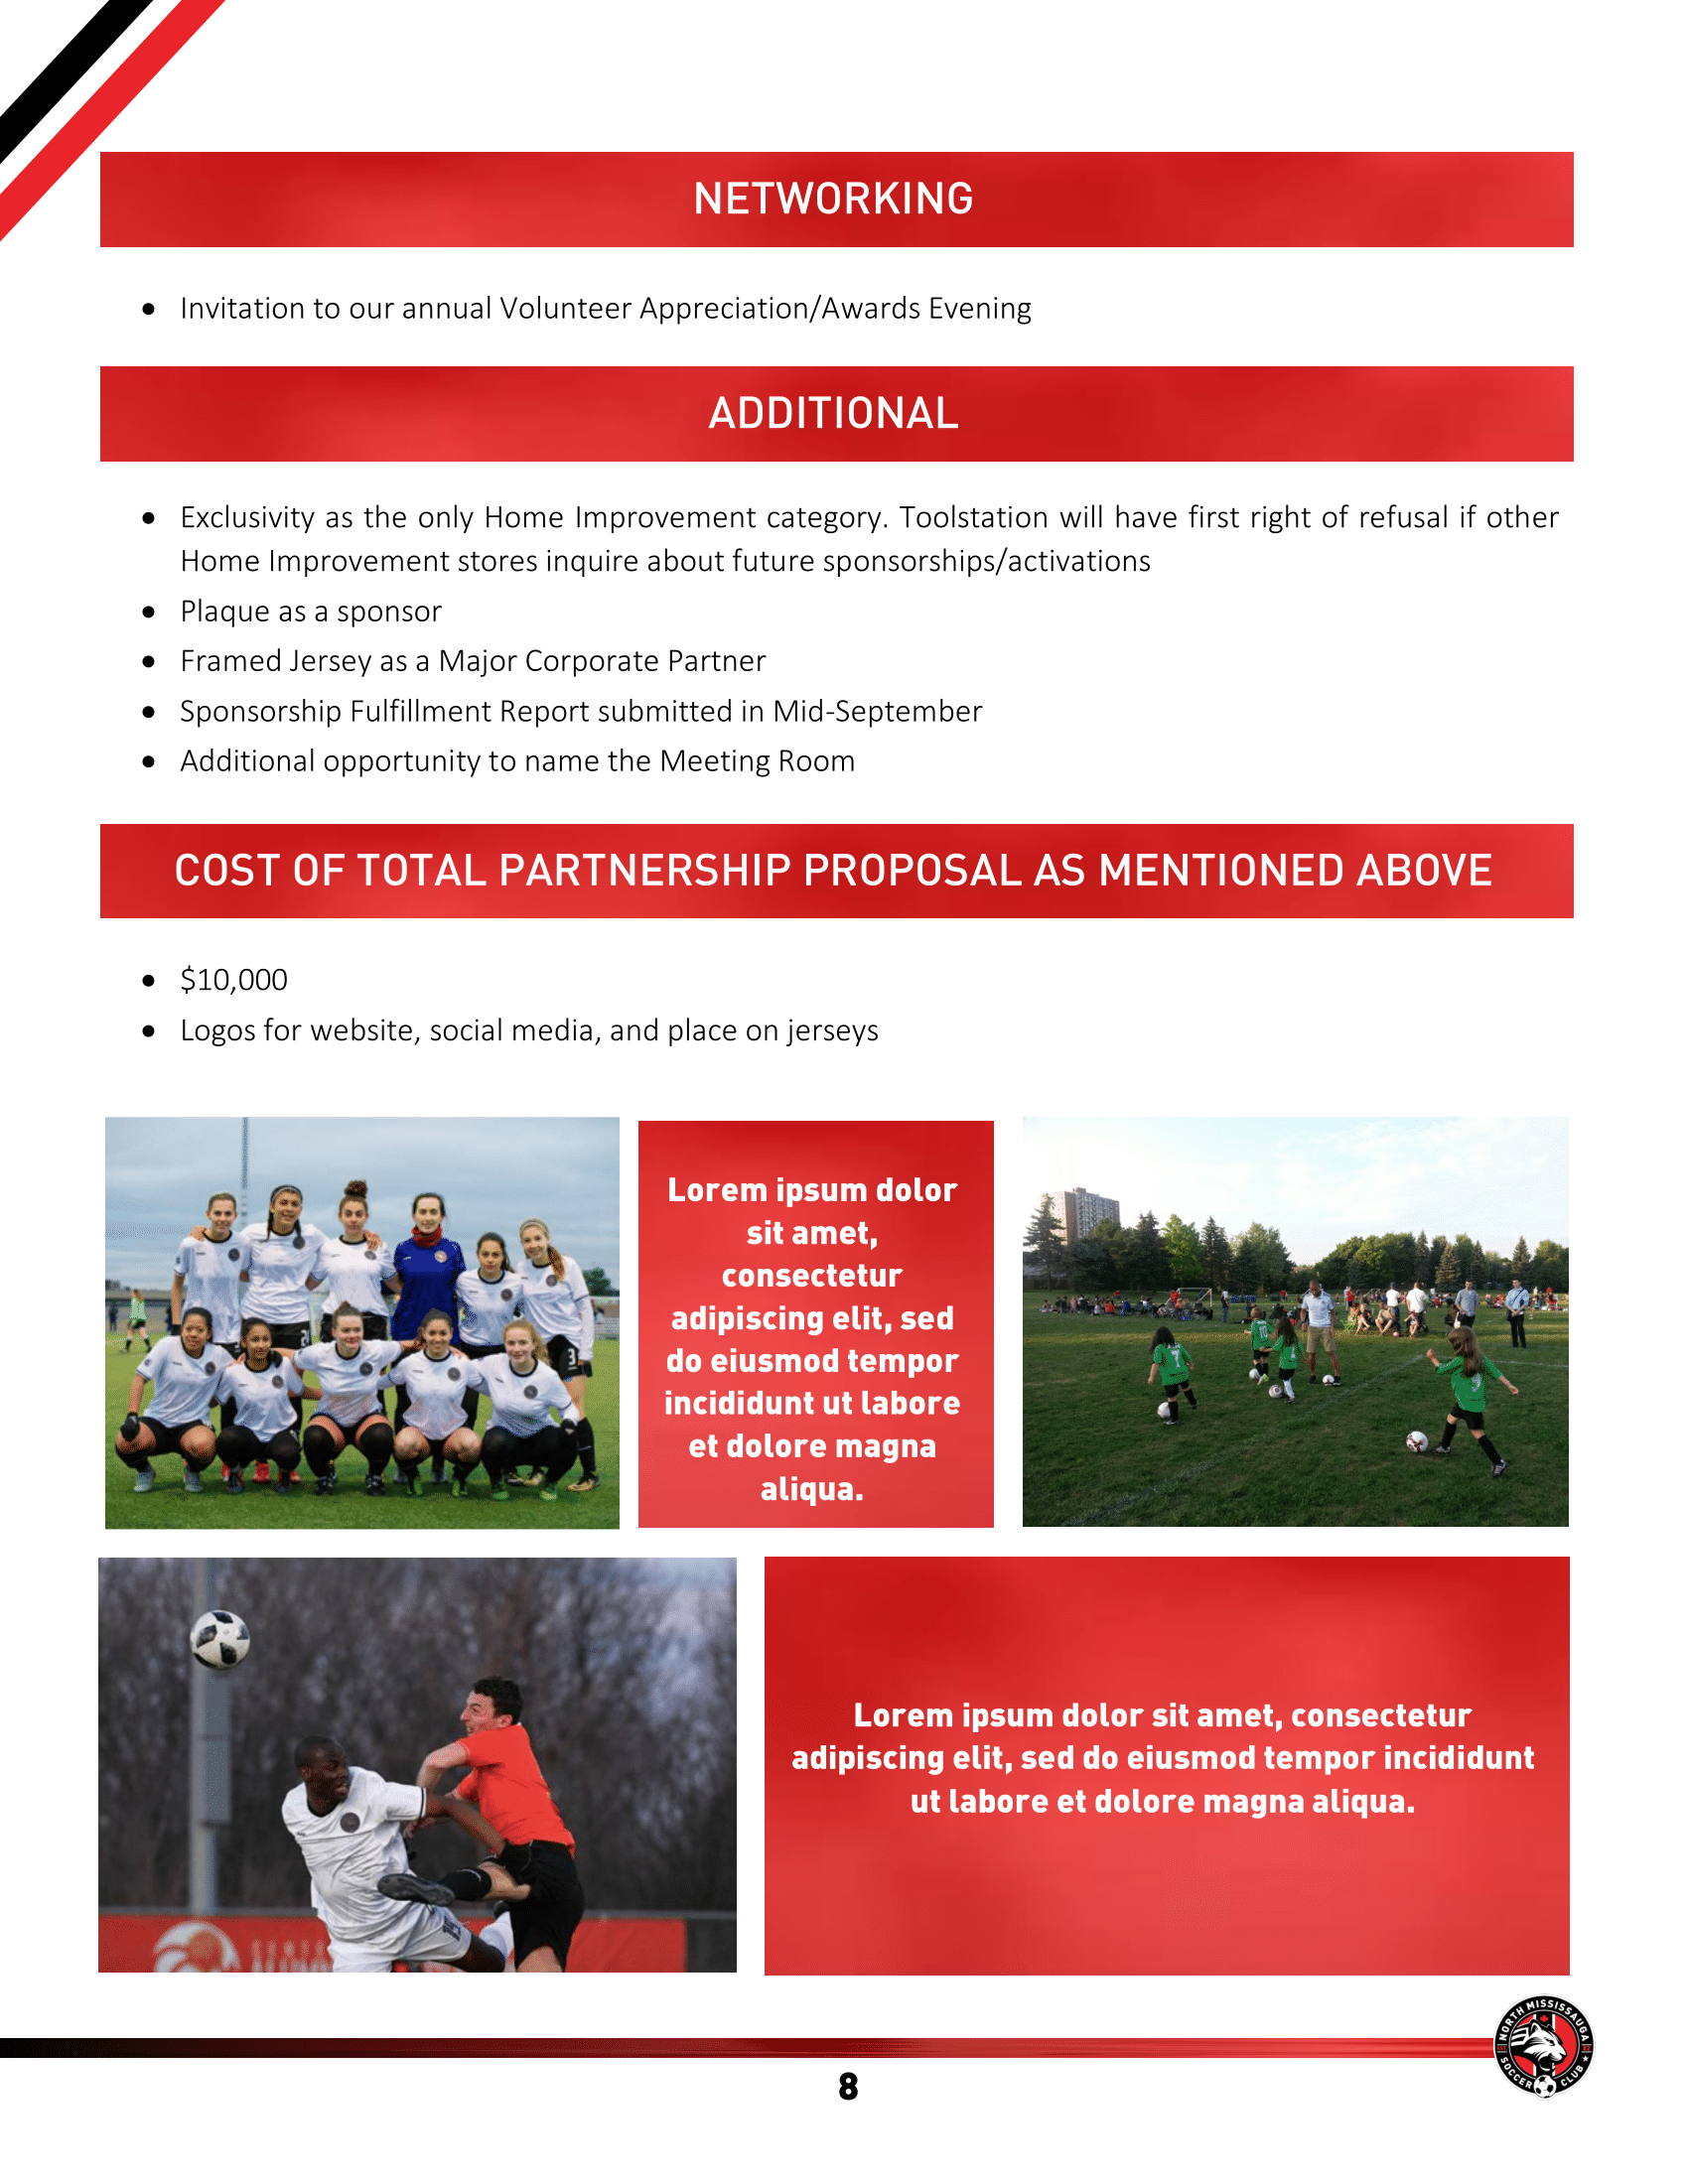 NETWORKING
• Invitation to our annual Volunteer Appreciation/Awards Evening
ADDITIONAL
• Exclusivity as the only Home Improvement category. Toolstation will have first right of refusal if other
Home Improvement stores inquire about future sponsorships/activations
• Plaque as a sponsor
• Framed Jersey as a Major Corporate Partner
• Sponsorship Fulfillment Report submitted in Mid-September
• Additional opportunity to name the Meeting Room
COST OF TOTAL PARTNERSHIP PROPOSAL AS MENTIONED ABOVE
• $10,000
• Logos for website, social media, and place on jerseys
Lorem ipsum dolor
sit amet,
consectetur
adipiscing elit, sed
do eiusmod tempor
incididunt ut labore
et dolore magna
aliqua.
Lorem ipsum dolor sit amet, consectetur
adipiscing elit, sed do eiusmod tempor incididunt
ut labore et dolore magna aliqua.
NORTH MISSISSAUGA
SOCCER CLUB
8